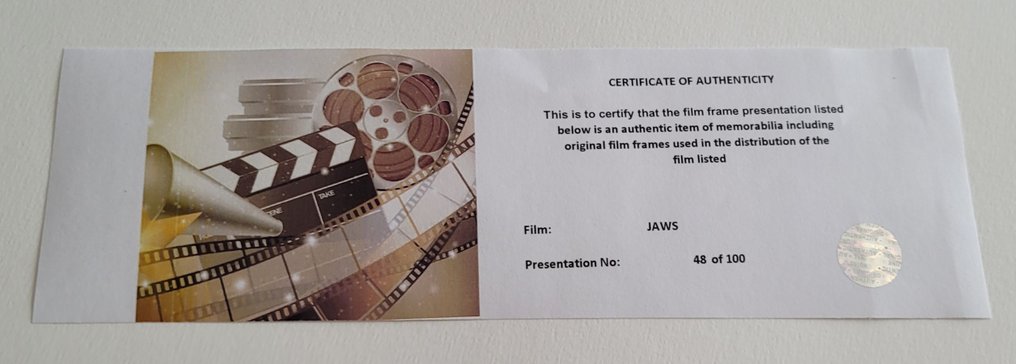 CERTIFICATE OF AUTHENTICITY
This is to certify that the film frame presentation listed
below is an authentic item of memorabilia including
original film frames used in the distribution of the
film listed
TAKE
Film: JAWS
Presentation No: 48 of 100